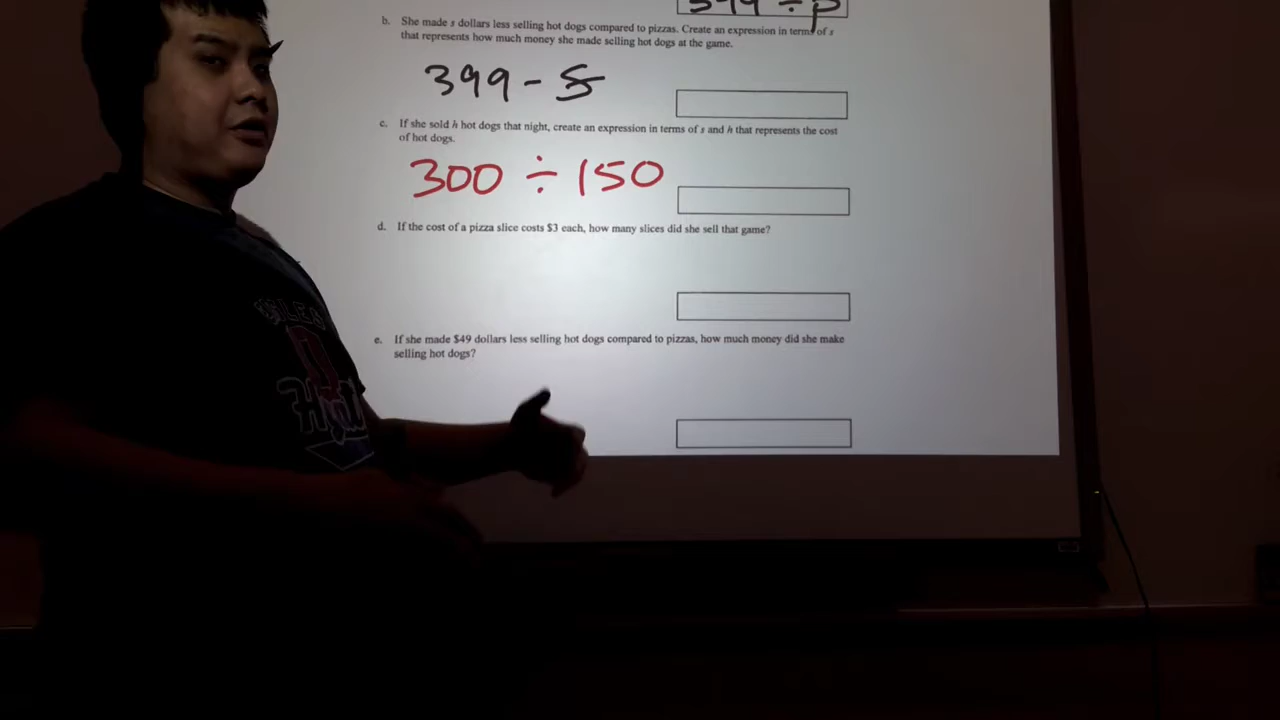 399 ÷ p
b. She made s dollars less selling hot dogs compared to pizzas. Create an expression in terms of s
that represents how much money she made selling hot dogs at the game.
399 - s
c. If she sold h hot dogs that night, create an expression in terms of s and h that represents the cost
of hot dogs.
300 ÷ 150
d. If the cost of a pizza slice costs $3 each, how many slices did she sell that game?
e. If she made $49 dollars less selling hot dogs compared to pizzas, how much money did she make
selling hot dogs?